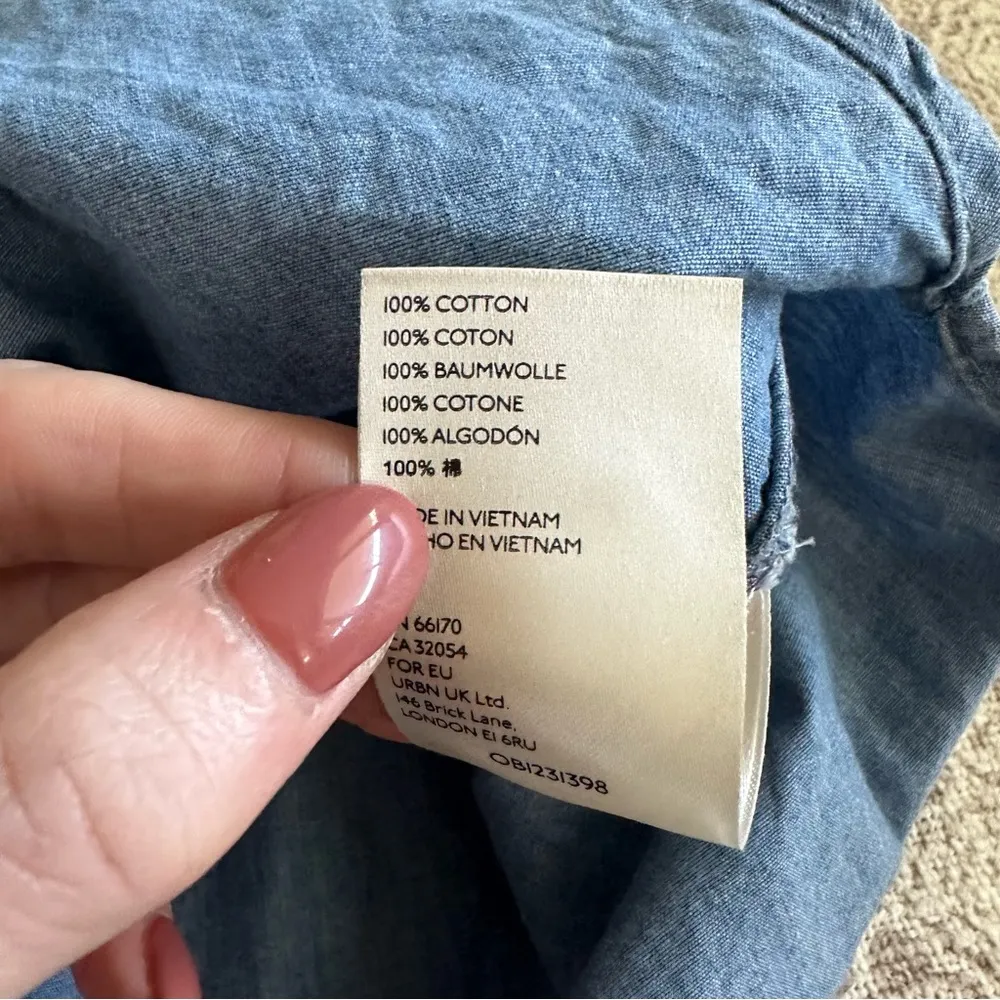 100% COTTON
100% COTON
100% BAUMWOLLE
100% COTONE
100% ALGODÓN
100% 棉
DE IN VIETNAM
HO EN VIETNAM
N 66170
CA 32054
FOR EU
URBN UK Ltd.
146 Brick Lane,
LONDON E1 6RU
OB1231398